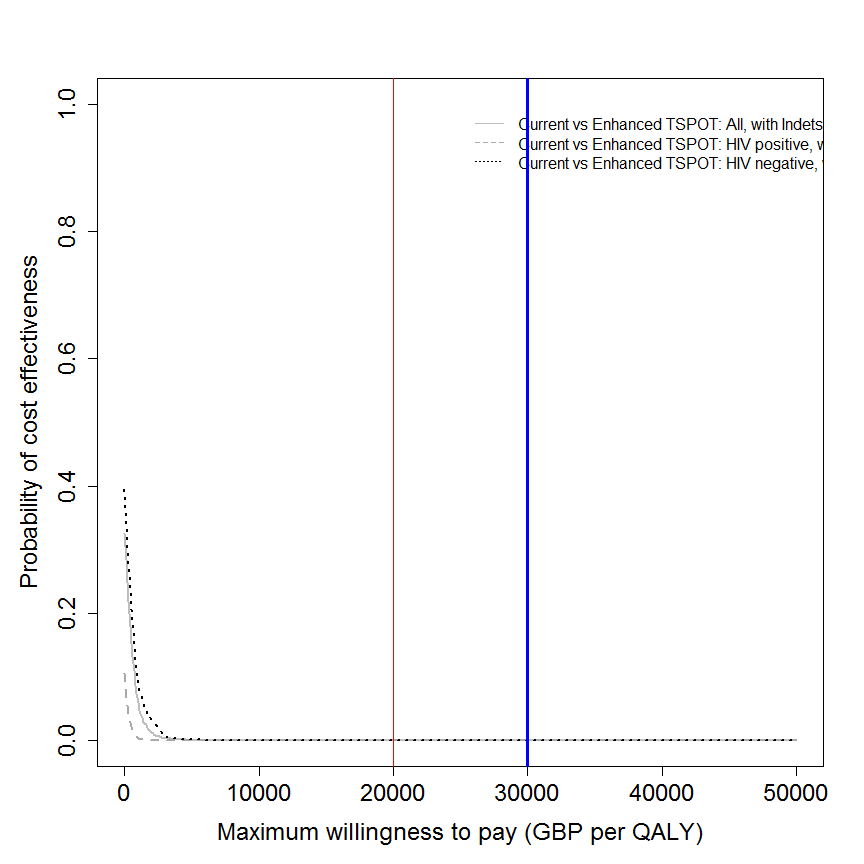 Current vs Enhanced TSPOT: All, with Indets
Current vs Enhanced TSPOT: HIV positive,
Current vs Enhanced TSPOT: HIV negative,
1.0
0.8
0.6
0.4
0.2
0.0
Probability of cost effectiveness
0 10000 20000 30000 40000 50000
Maximum willingness to pay (GBP per QALY)